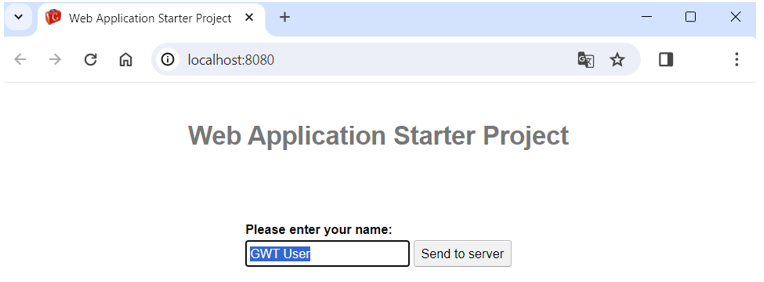 Web Application Starter Project
localhost:8080
Web Application Starter Project
Please enter your name:
GWT User
Send to server